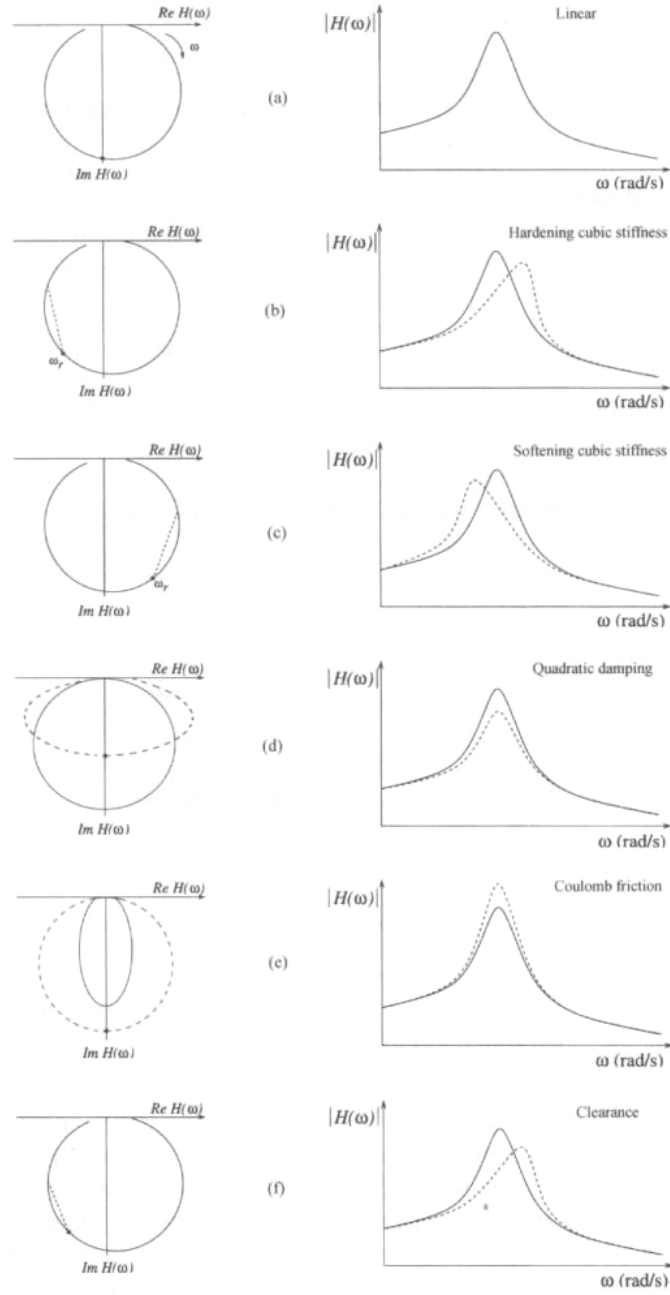 Re H(ω)
ω
Im H(ω)
(a)
|H(ω)|
Linear
ω (rad/s)
Re H(ω)
ωr
Im H(ω)
(b)
|H(ω)|
Hardening cubic stiffness
ω (rad/s)
Re H(ω)
ωr
Im H(ω)
(c)
|H(ω)|
Softening cubic stiffness
ω (rad/s)
Re H(ω)
Im H(ω)
(d)
|H(ω)|
Quadratic damping
ω (rad/s)
Re H(ω)
Im H(ω)
(e)
|H(ω)|
Coulomb friction
ω (rad/s)
Re H(ω)
Im H(ω)
(f)
|H(ω)|
Clearance
ω (rad/s)